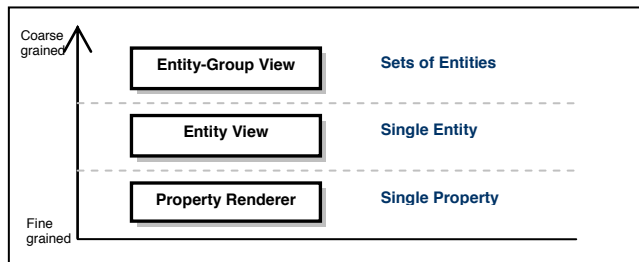 Coarse
grained
Entity-Group View
Sets of Entities
Entity View
Single Entity
Property Renderer
Single Property
Fine
grained